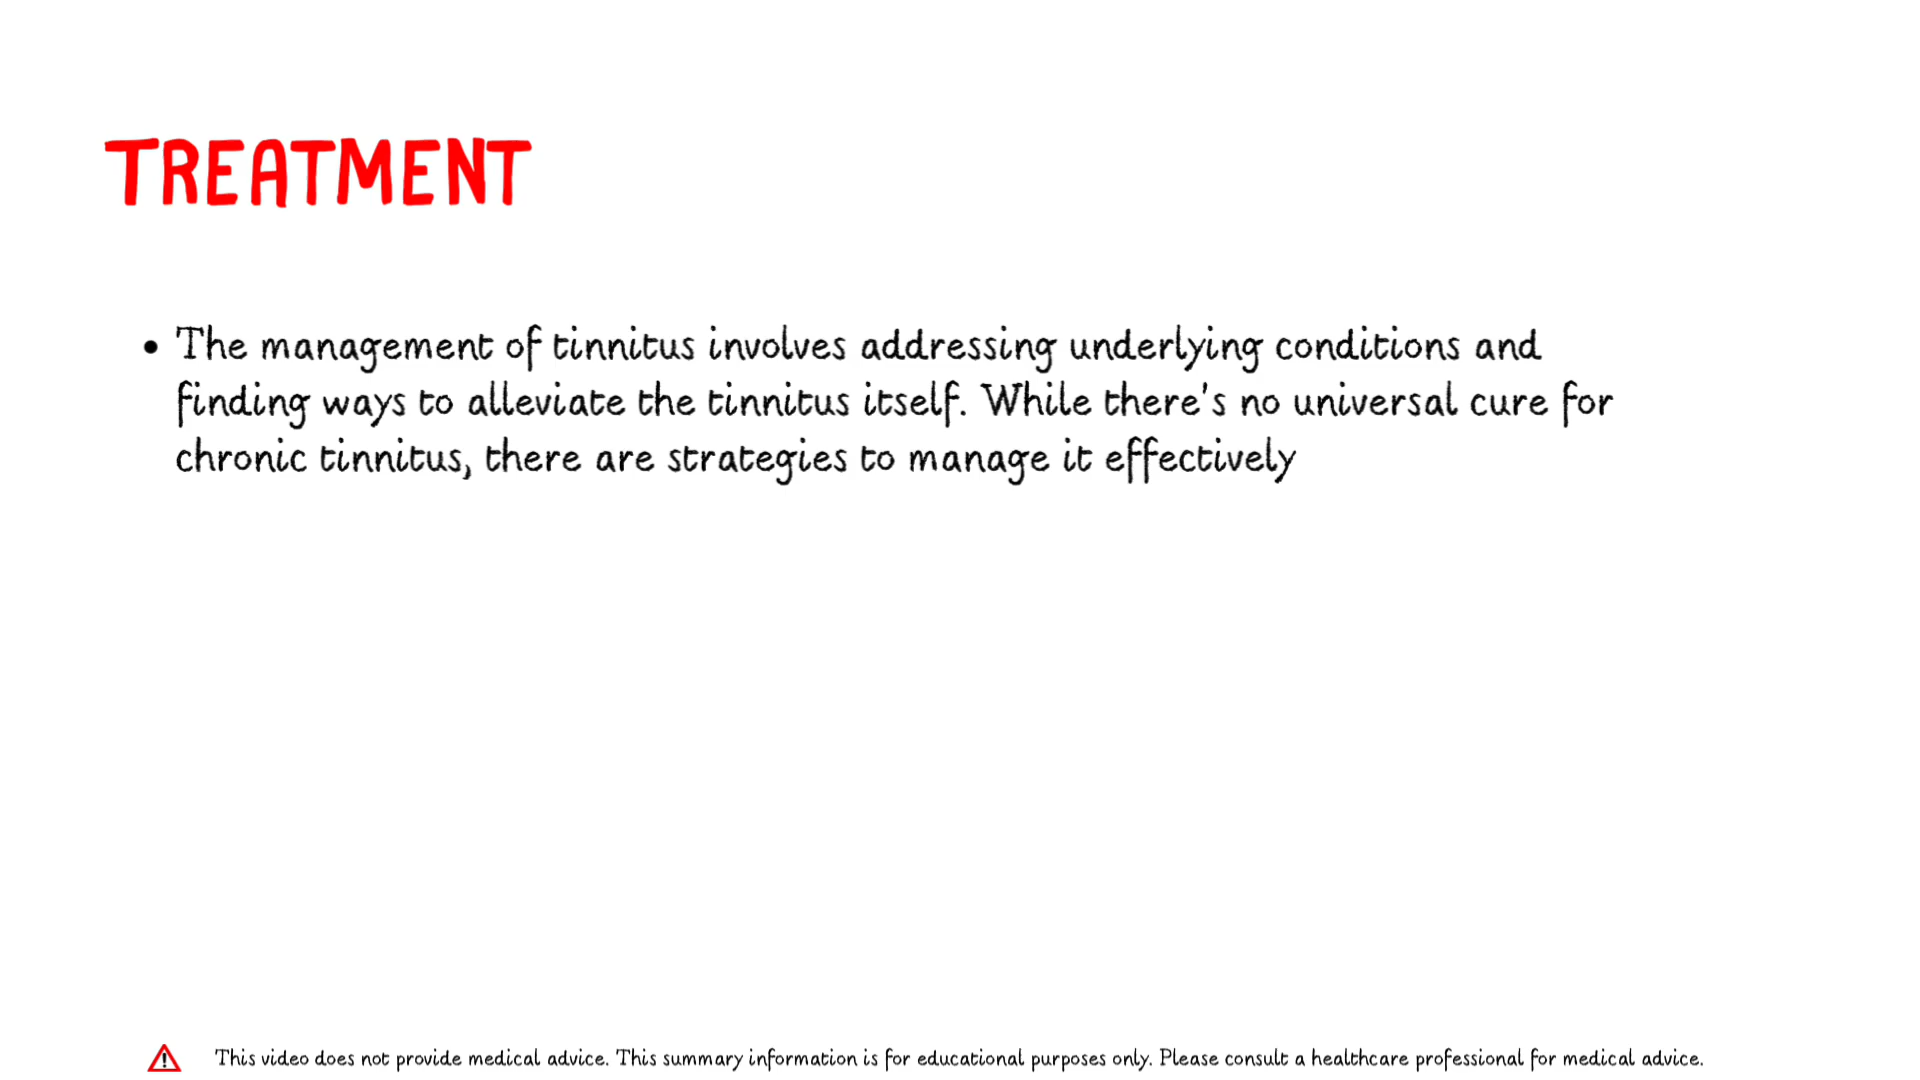 TREATMENT
• The management of tinnitus involves addressing underlying conditions and
finding ways to alleviate the tinnitus itself. While there's no universal cure for
chronic tinnitus, there are strategies to manage it effectively
This video does not provide medical advice. This summary information is for educational purposes only. Please consult a healthcare professional for medical advice.